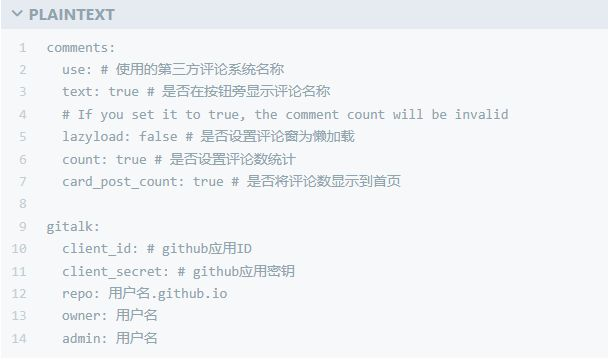 PLAINTEXT
1 comments:
2 use: # 使用的第三方评论系统名称
3 text: true # 是否在按钮旁显示评论名称
4 # If you set it to true, the comment count will be invalid
5 lazyload: false # 是否设置评论窗为懒加载
6 count: true # 是否设置评论数统计
7 card_post_count: true # 是否将评论数显示到首页
8
9 gitalk:
10 client_id: # github应用ID
11 client_secret: # github应用密钥
12 repo: 用户名.github.io
13 owner: 用户名
14 admin: 用户名